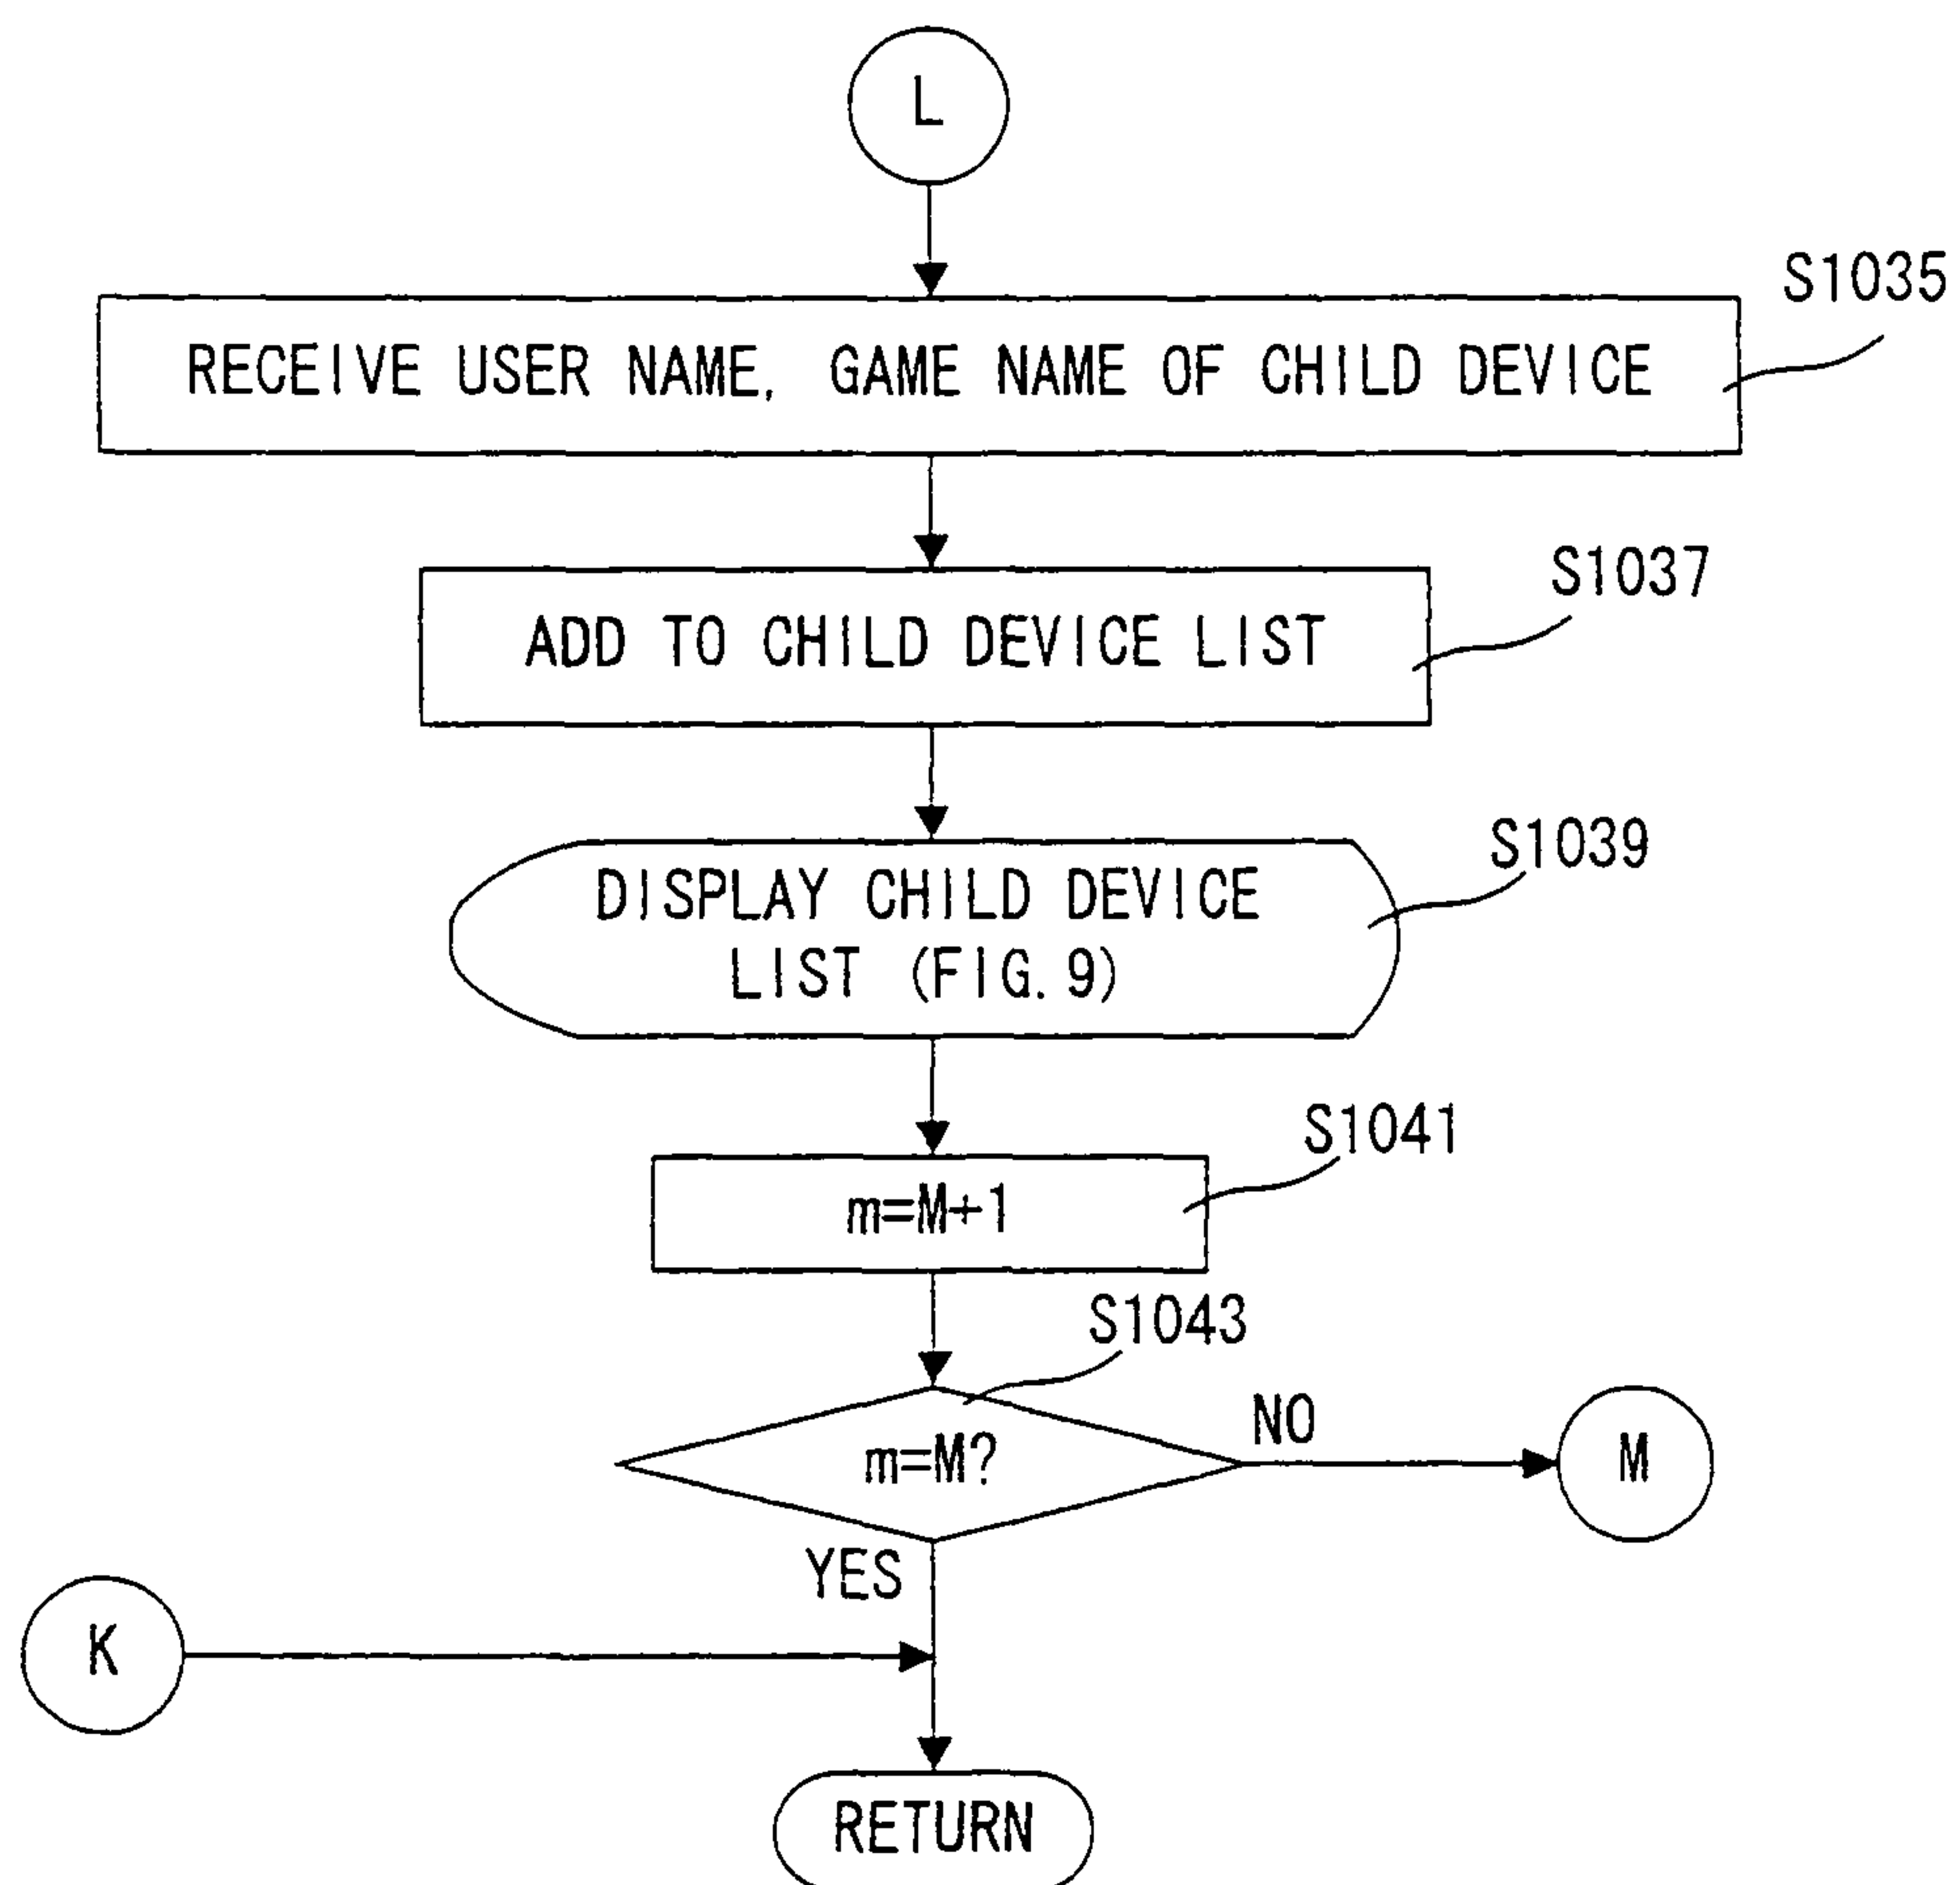 L
S1035
RECEIVE USER NAME, GAME NAME OF CHILD DEVICE
S1037
ADD TO CHILD DEVICE LIST
S1039
DISPLAY CHILD DEVICE
LIST (FIG. 9)
S1041
m=M+1
S1043
m=M?
NO
M
YES
K
RETURN